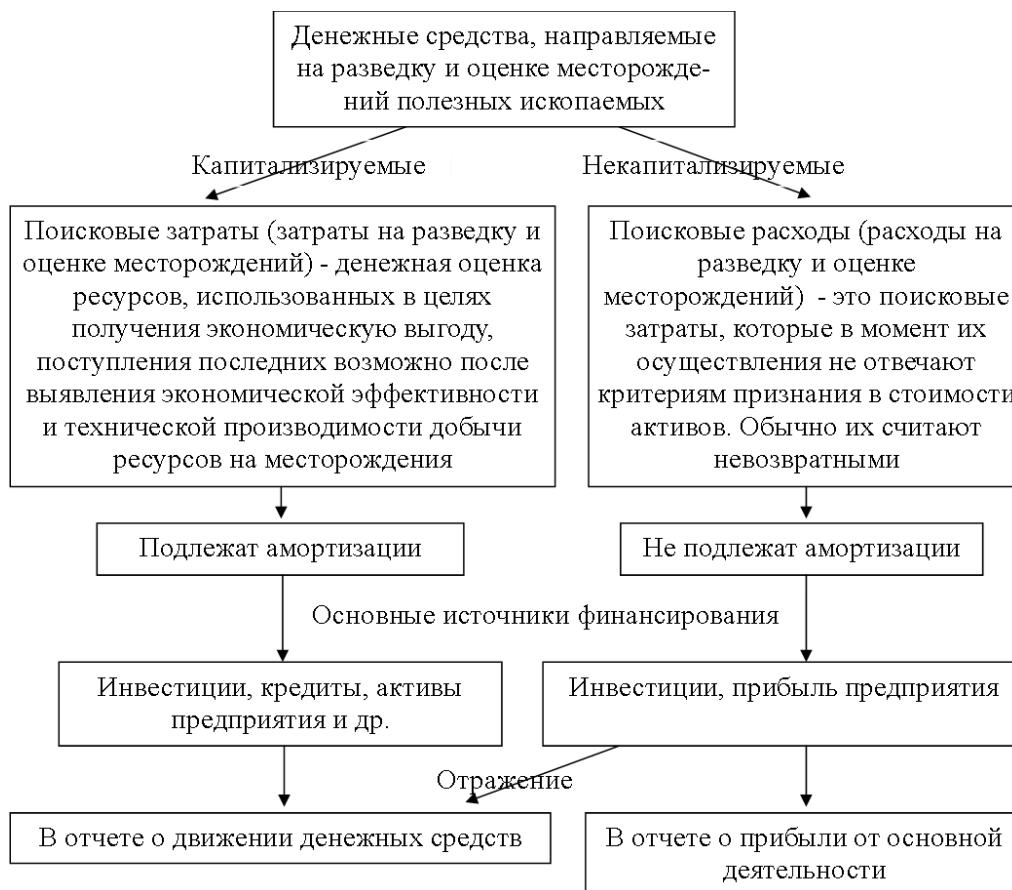 Денежные средства, направляемые
на разведку и оценке месторожде-
ний полезных ископаемых
Капитализируемые
Некапитализируемые
Поисковые затраты (затраты на разведку и
оценке месторождений) - денежная оценка
ресурсов, использованных в целях
получения экономическую выгоду,
поступления последних возможно после
выявления экономической эффективности
и технической производимости добычи
ресурсов на месторождения
Поисковые расходы (расходы на
разведку и оценке
месторождений) - это поисковые
затраты, которые в момент их
осуществления не отвечают
критериям признания в стоимости
активов. Обычно их считают
невозвратными
Подлежат амортизации
Не подлежат амортизации
Основные источники финансирования
Инвестиции, кредиты, активы
предприятия и др.
Инвестиции, прибыль предприятия
Отражение
В отчете о движении денежных средств
В отчете о прибыли от основной
деятельности